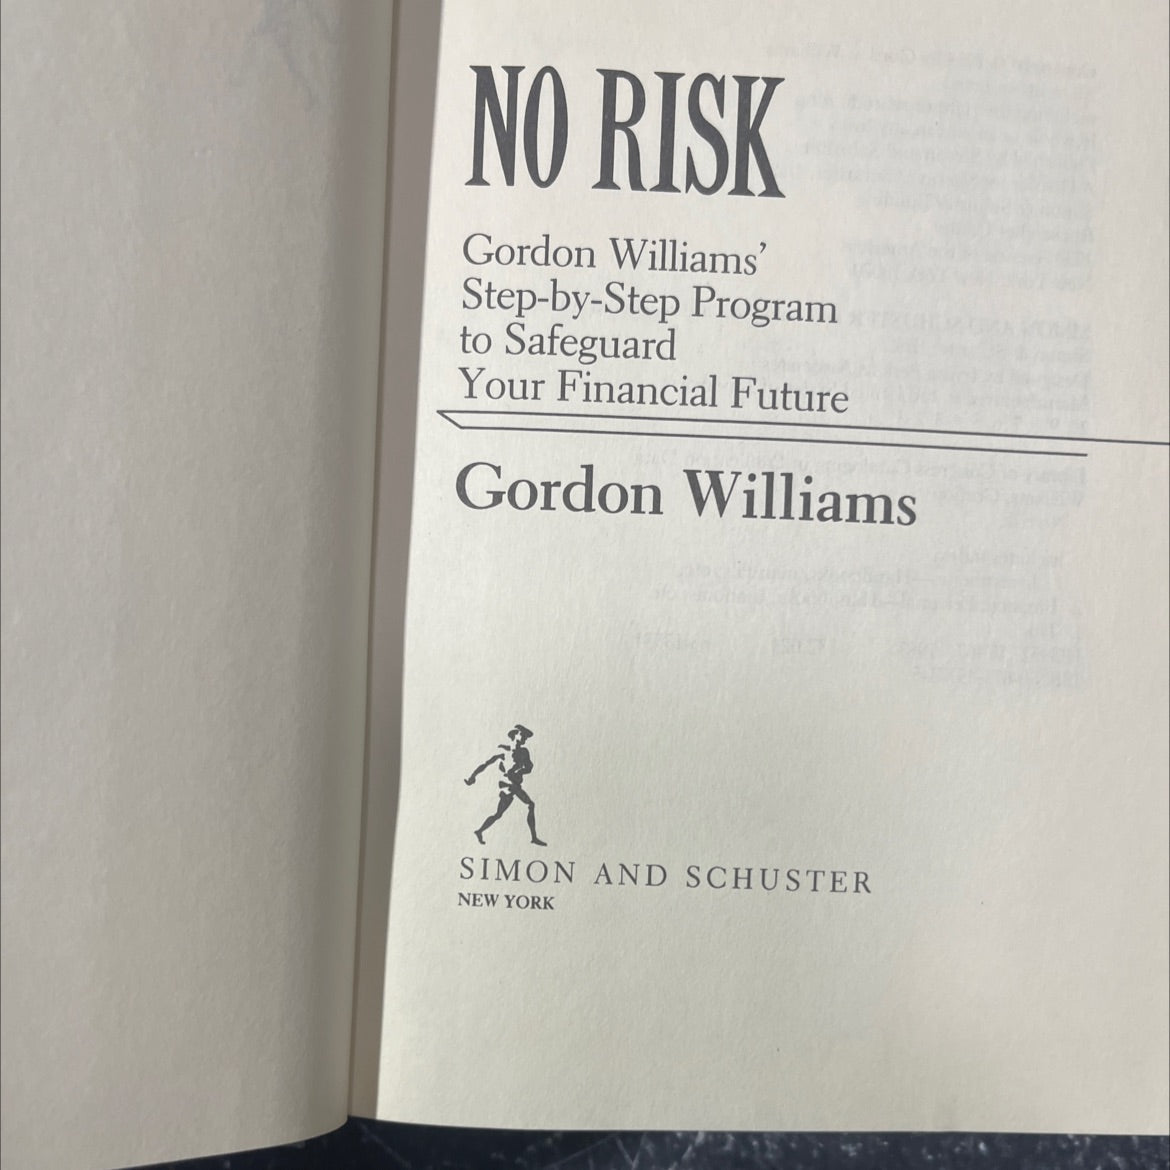 NO RISK
Gordon Williams’
Step-by-Step Program
to Safeguard
Your Financial Future
Gordon Williams
SIMON AND SCHUSTER
NEW YORK